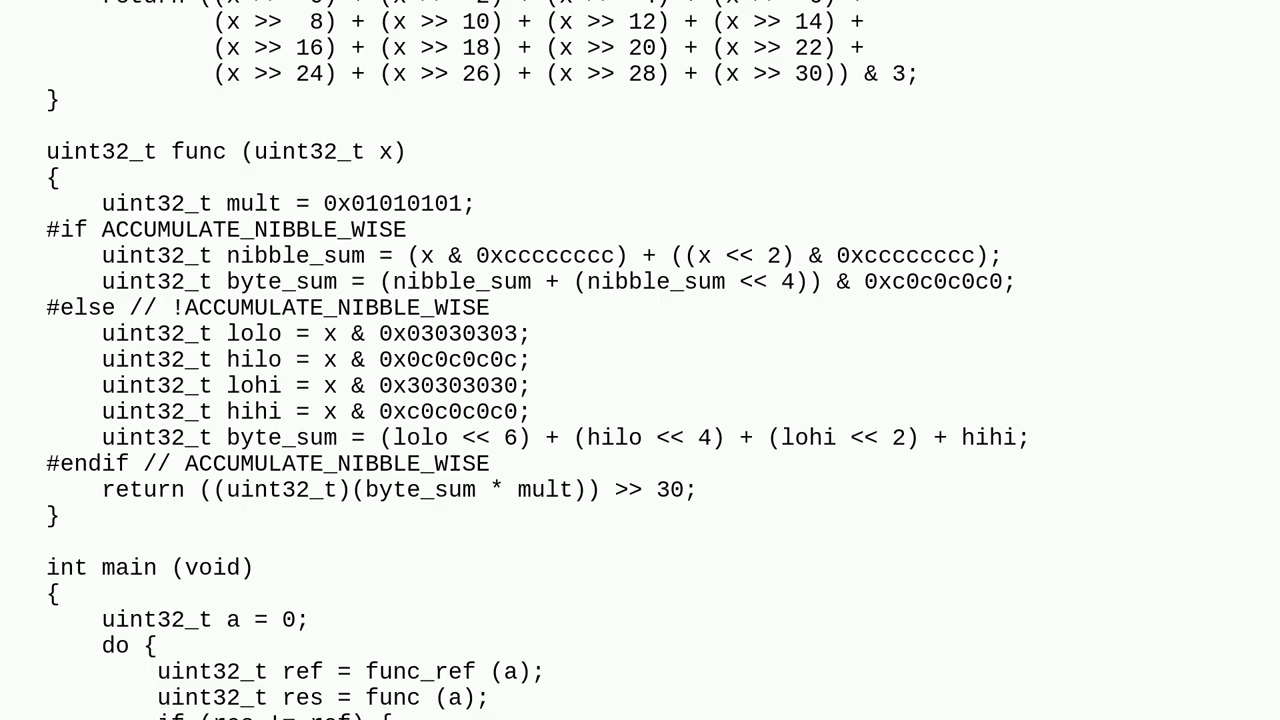 (x >>  8) + (x >> 10) + (x >> 12) + (x >> 14) +
            (x >> 16) + (x >> 18) + (x >> 20) + (x >> 22) +
            (x >> 24) + (x >> 26) + (x >> 28) + (x >> 30)) & 3;
}

uint32_t func (uint32_t x)
{
    uint32_t mult = 0x01010101;
#if ACCUMULATE_NIBBLE_WISE
    uint32_t nibble_sum = (x & 0xcccccccc) + ((x << 2) & 0xcccccccc);
    uint32_t byte_sum = (nibble_sum + (nibble_sum << 4)) & 0xc0c0c0c0;
#else // !ACCUMULATE_NIBBLE_WISE
    uint32_t lolo = x & 0x03030303;
    uint32_t hilo = x & 0x0c0c0c0c;
    uint32_t lohi = x & 0x30303030;
    uint32_t hihi = x & 0xc0c0c0c0;
    uint32_t byte_sum = (lolo << 6) + (hilo << 4) + (lohi << 2) + hihi;
#endif // ACCUMULATE_NIBBLE_WISE
    return ((uint32_t)(byte_sum * mult)) >> 30;
}

int main (void)
{
    uint32_t a = 0;
    do {
        uint32_t ref = func_ref (a);
        uint32_t res = func (a);